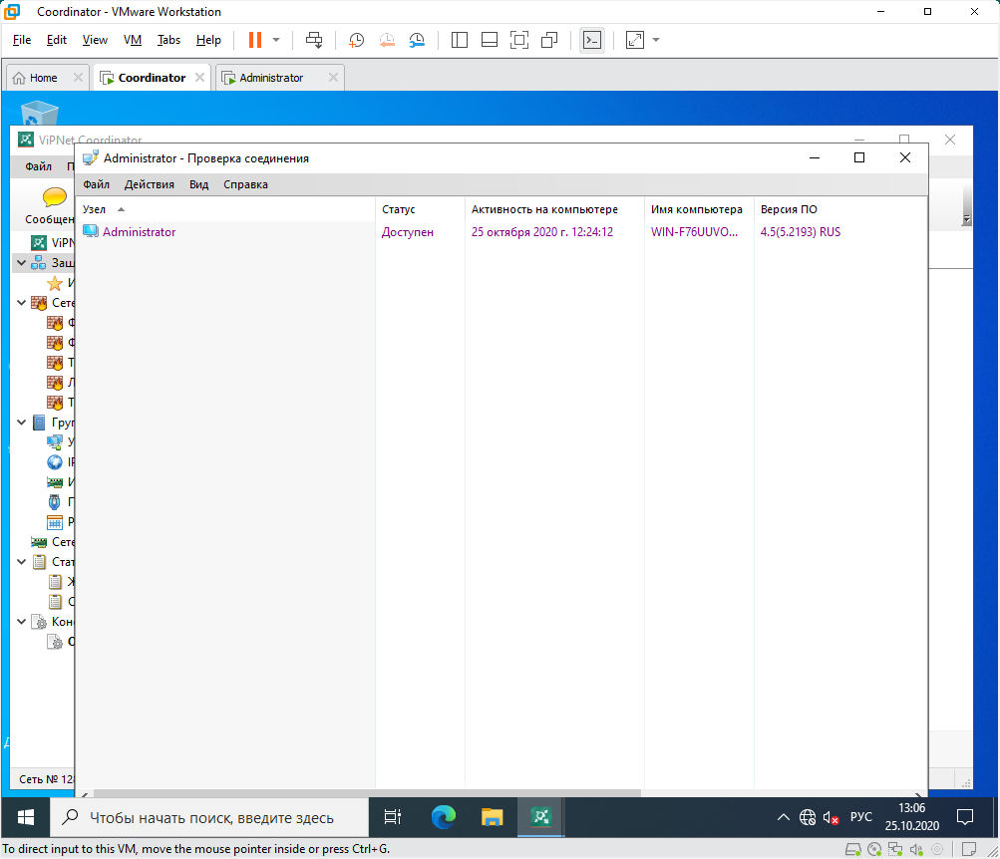 Coordinator - VMware Workstation
File Edit View VM Tabs Help
Home Coordinator Administrator
ViPNet Coordinator
Файл
Administrator - Проверка соединения
Файл Действия Вид Справка
Сообщен
Узел Статус Активность на компьютере Имя компьютера Версия ПО
Administrator Доступен 25 октября 2020 г. 12:24:12 WIN-F76UUVO... 4.5(5.2193) RUS
ViPN
Защ
Сете
Груп
IP
Сете
Стат
Кон
Сеть № 128
Чтобы начать поиск, введите здесь
РУС
13:06
25.10.2020
To direct input to this VM, move the mouse pointer inside or press Ctrl+G.